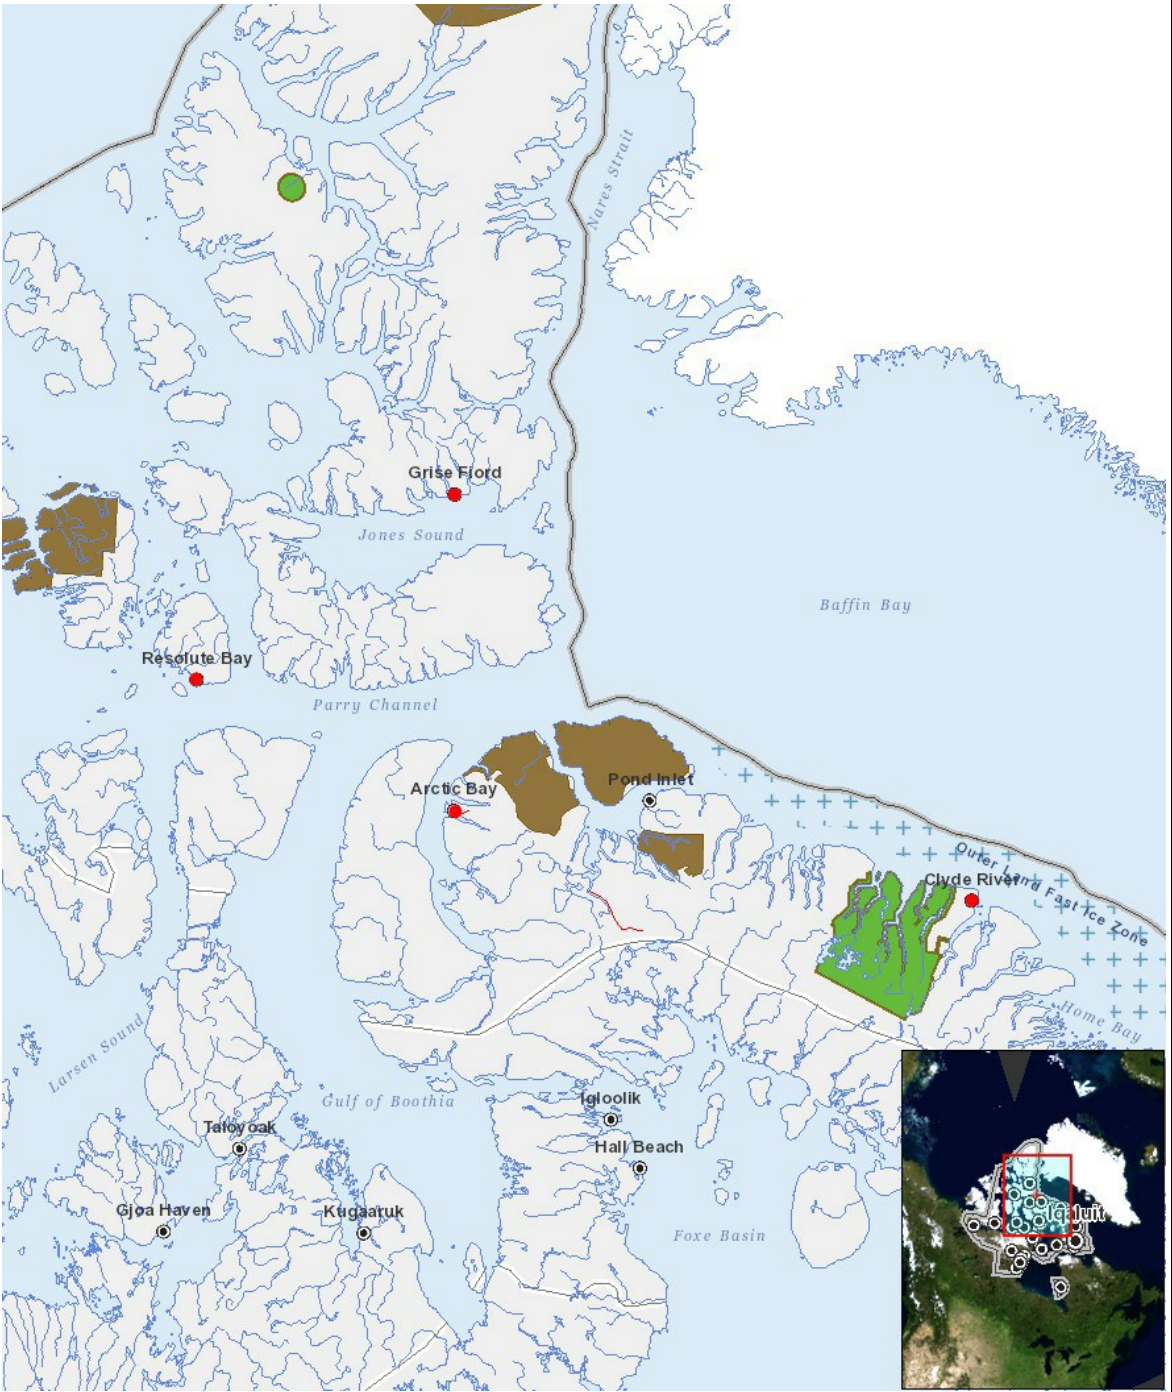 Nares Strait
Grise Fiord
Jones Sound
Baffin Bay
Resolute Bay
Parry Channel
Pond Inlet
Arctic Bay
Outer Land Fast Ice Zone
Clyde River
Home Bay
Larsen Sound
Gulf of Boothia
Igloolik
Taloyoak
Hall Beach
Gjoa Haven
Kugaaruk
Iqaluit
Foxe Basin